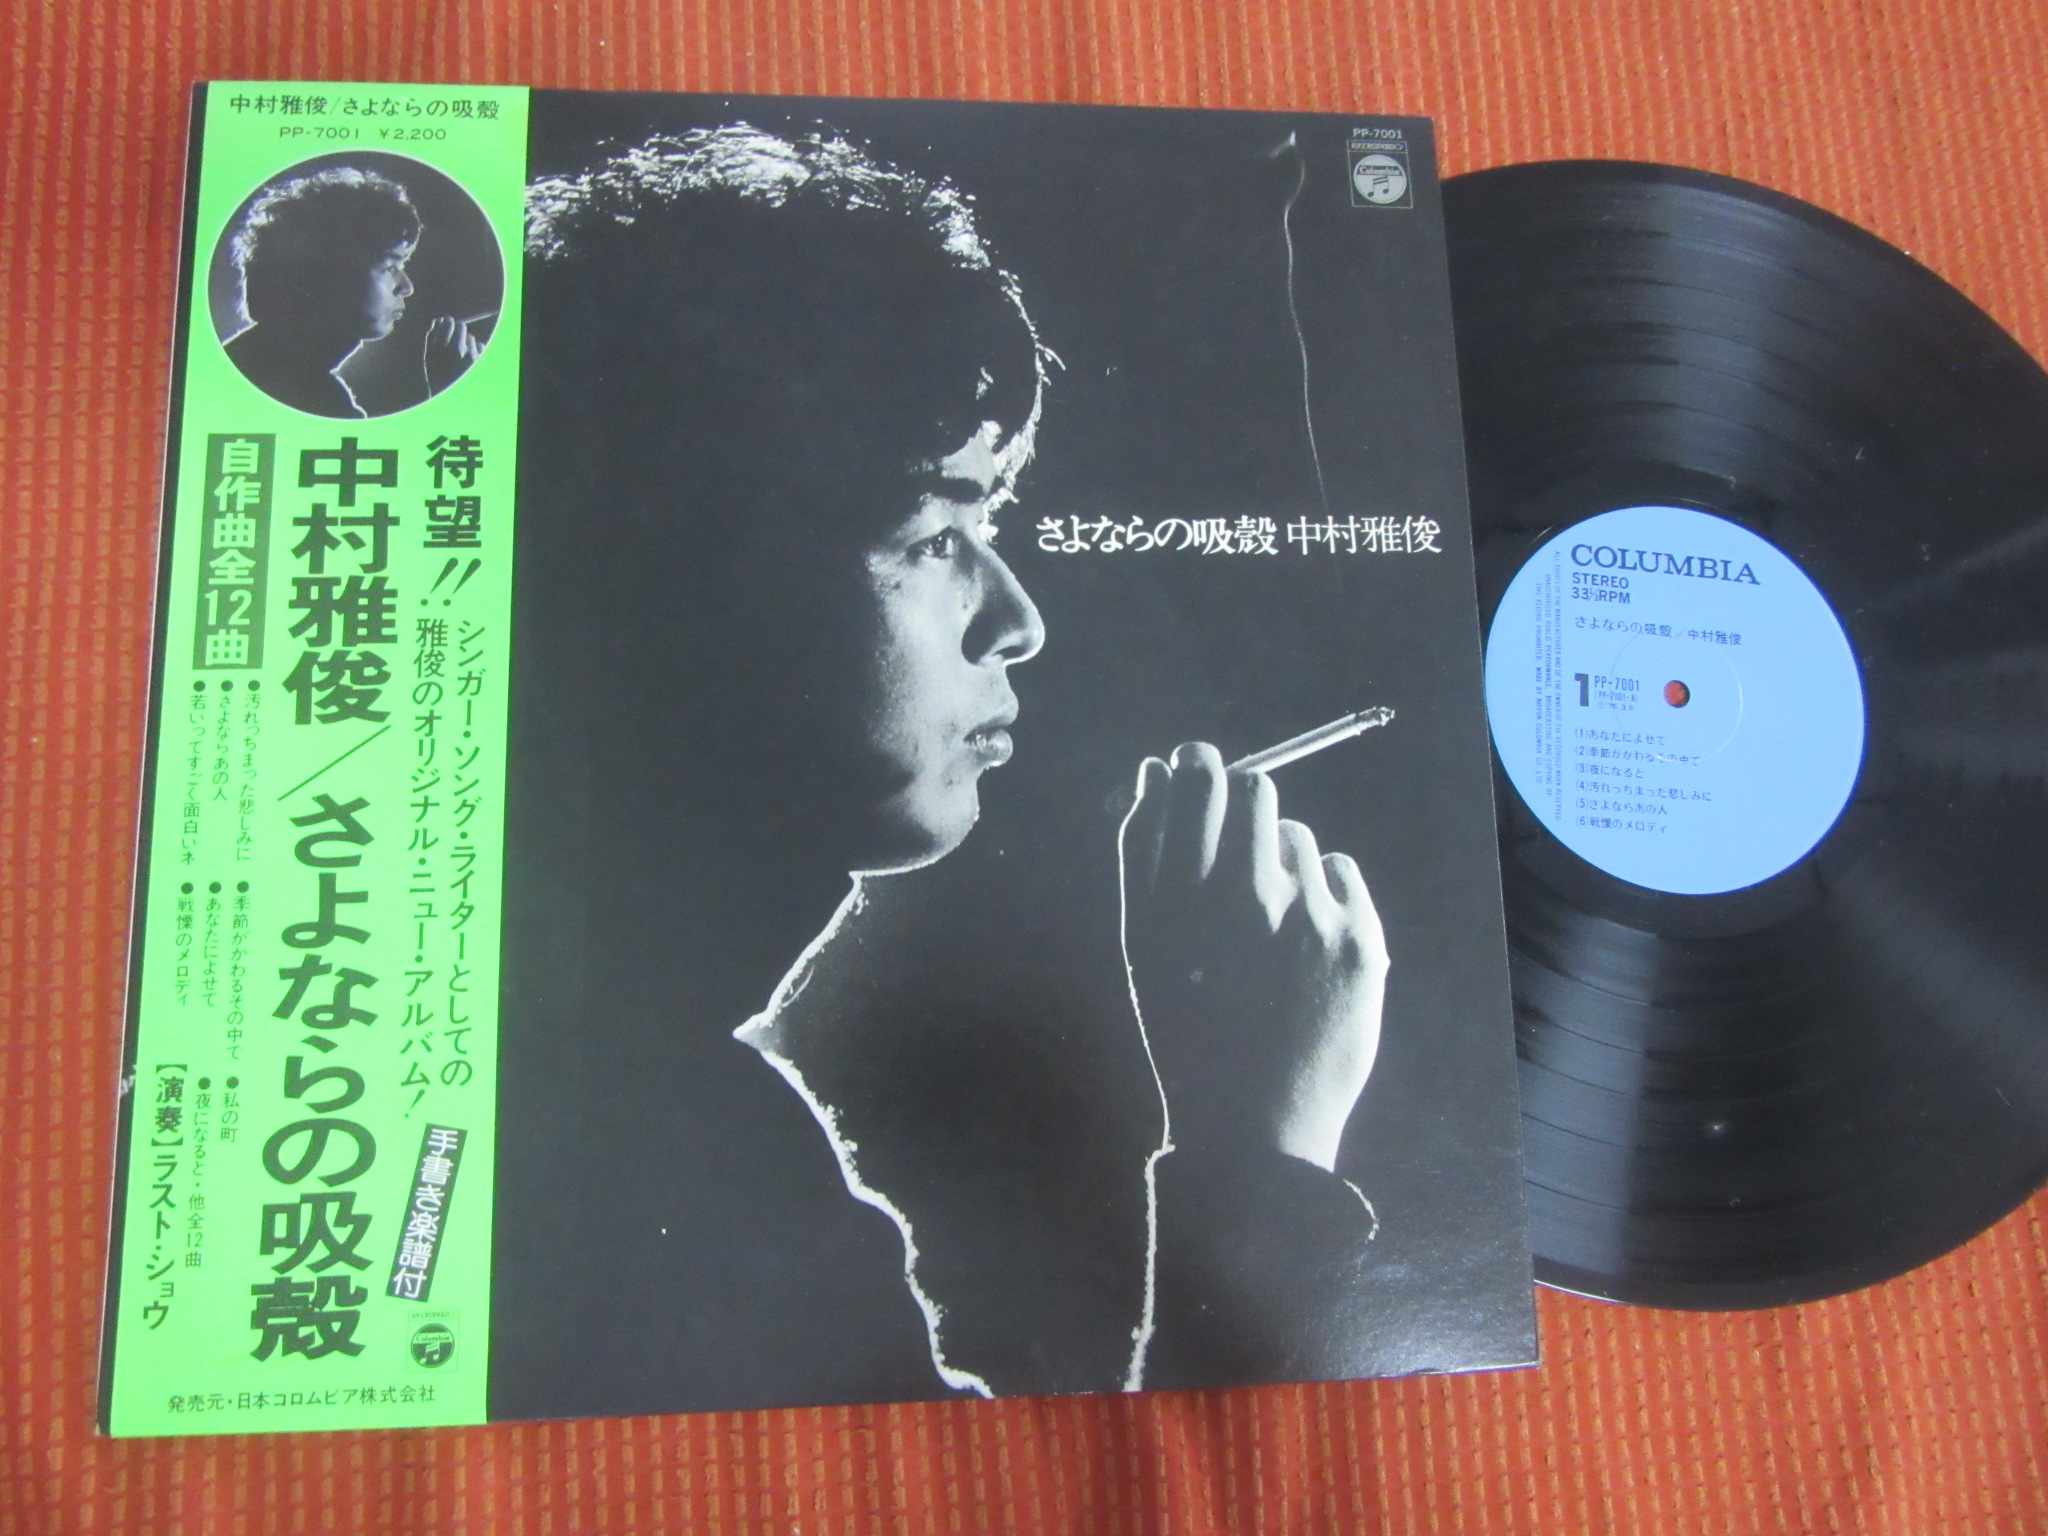 中村雅俊/さよならの吸殻
PP-7001 ¥2,200
待望!!
シンガー・ソング・ライターとしての
雅俊のオリジナル・ニュー・アルバム!
手書き楽譜付
中村雅俊/さよならの吸殻
自作曲全12曲
●汚れっちまった悲しみに
●さよならあの人
●若いってすごく面白いネ
●季節がかわるその中で
●あなたによせて
●戦慄のメロディ
●私の町
●夜になると・他全12曲
【演奏】ラスト・ショウ
Columbia
発売元・日本コロムビア株式会社
PP-7001
Columbia
さよならの吸殻 中村雅俊
COLUMBIA
STEREO
33⅓RPM
さよならの吸殻/中村雅俊
1 PP-7001
(PP-7001-A)
(1)あなたによせて
(2)季節がかわるその中で
(3)夜になると
(4)汚れっちまった悲しみに
(5)さよならあの人
(6)戦慄のメロディ